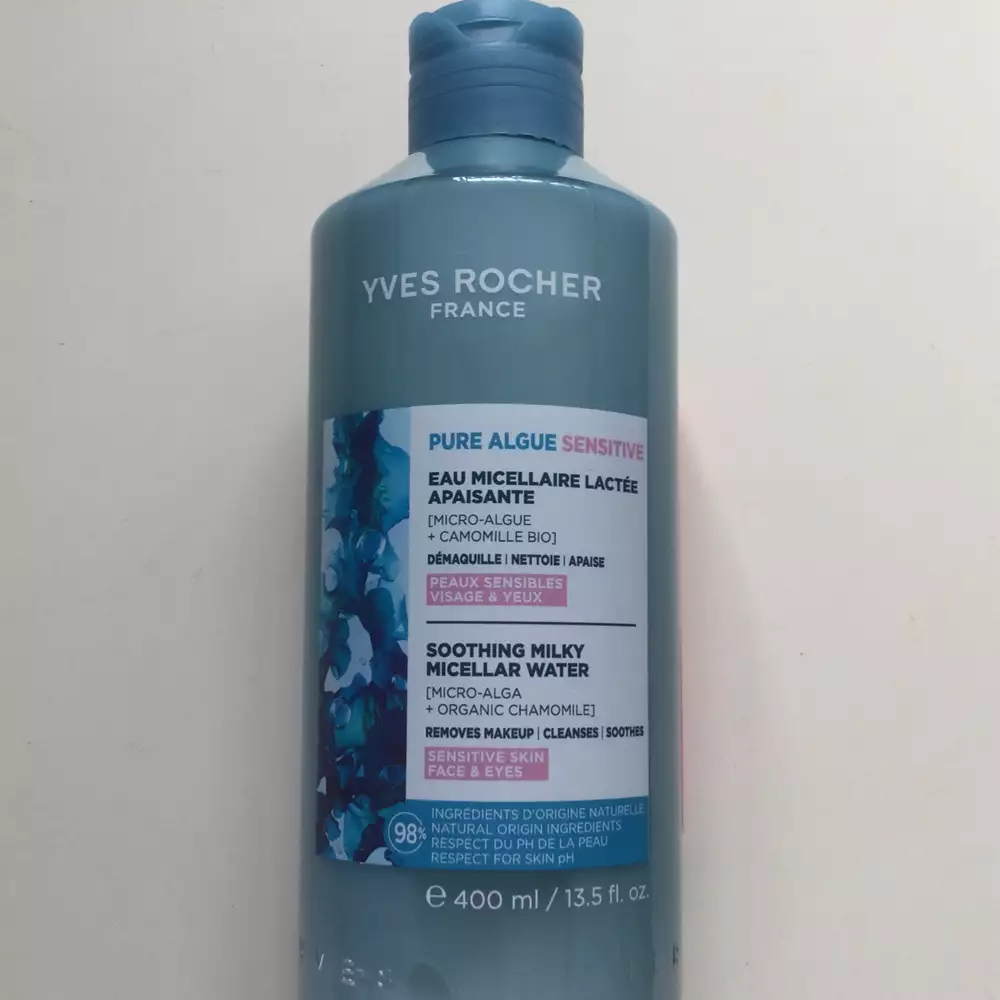 YVES ROCHER
FRANCE
PURE ALGUE SENSITIVE
EAU MICELLAIRE LACTÉE
APAISANTE
[MICRO-ALGUE
+ CAMOMILLE BIO]
DÉMAQUILLE | NETTOIE | APAISE
PEAUX SENSIBLES
VISAGE & YEUX
SOOTHING MILKY
MICELLAR WATER
[MICRO-ALGA
+ ORGANIC CHAMOMILE]
REMOVES MAKEUP | CLEANSES | SOOTHES
SENSITIVE SKIN
FACE & EYES
98%
INGRÉDIENTS D'ORIGINE NATURELLE
NATURAL ORIGIN INGREDIENTS
RESPECT DU PH DE LA PEAU
RESPECT FOR SKIN pH
℮ 400 ml / 13.5 fl. oz.